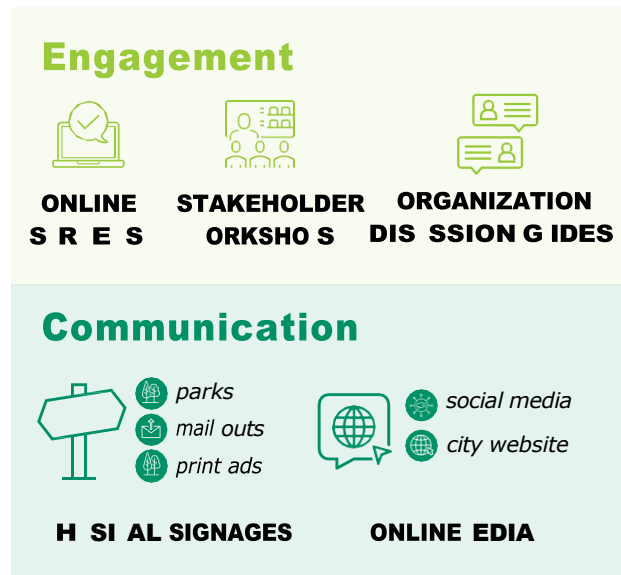 Engagement
ONLINE
S R E S
STAKEHOLDER
ORKSHO S
ORGANIZATION
DIS SSION G IDES
Communication
parks
mail outs
print ads
H SI AL SIGNAGES
social media
city website
ONLINE EDIA